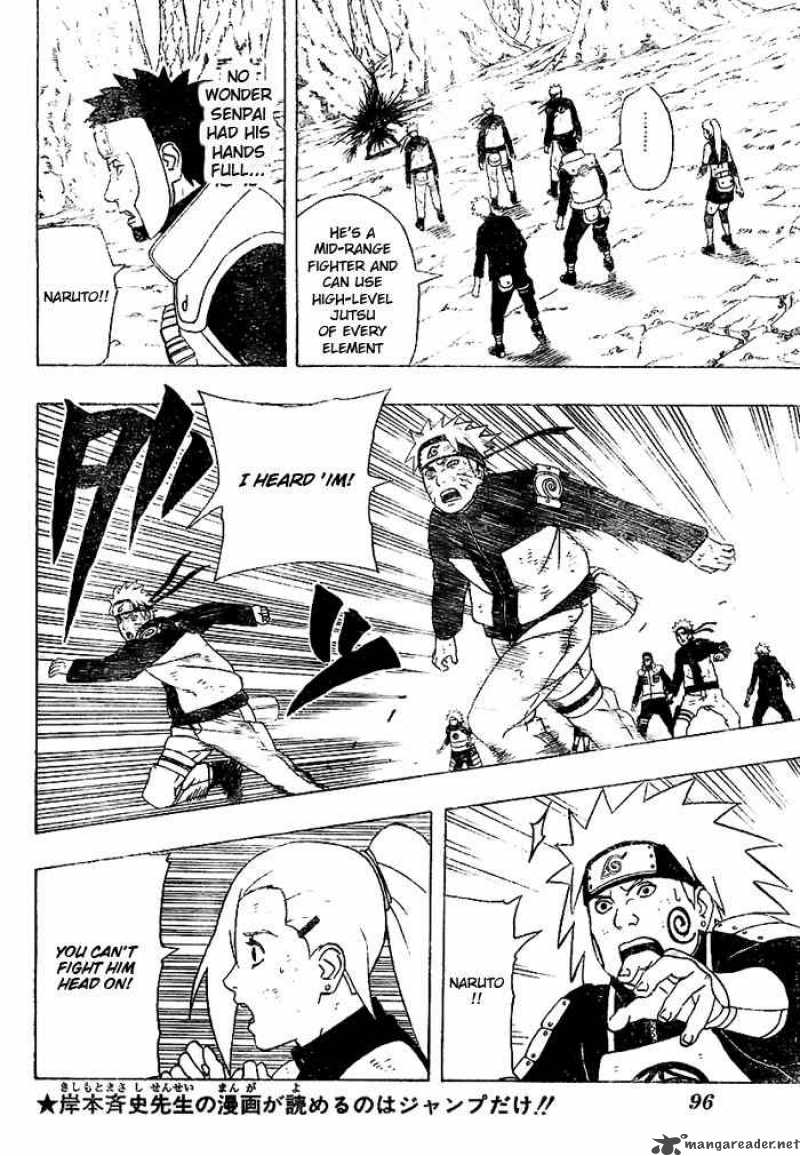 ………
HE'S A
MID-RANGE
FIGHTER AND
CAN USE
HIGH-LEVEL
JUTSU
OF EVERY
ELEMENT
NO
WONDER
SENPAI
HAD HIS
HANDS
FULL...
NARUTO!!
I HEARD 'IM!
NARUTO
!!
YOU CAN'T
FIGHT HIM
HEAD ON!
★岸本斉史先生の漫画が読めるのはジャンプだけ!!
96
mangareader.net